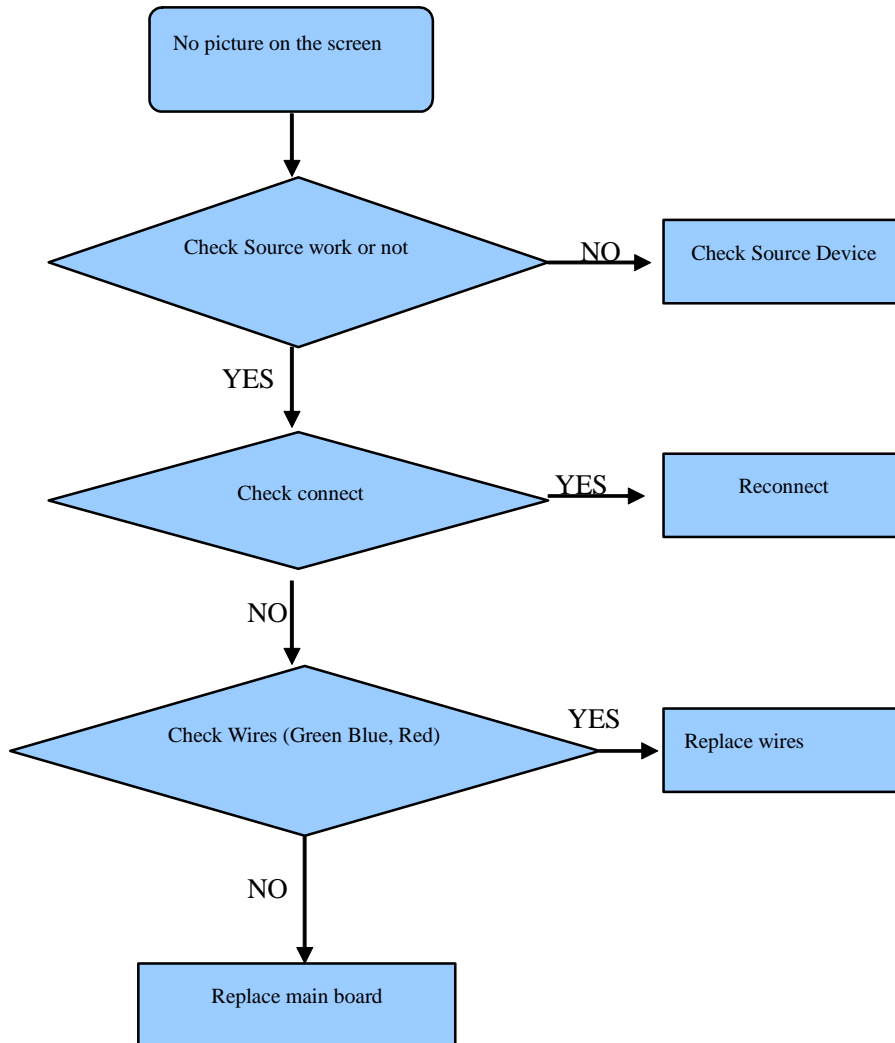 No picture on the screen
Check Source work or not
NO
Check Source Device
YES
Check connect
YES
Reconnect
NO
Check Wires (Green Blue, Red)
YES
Replace wires
NO
Replace main board